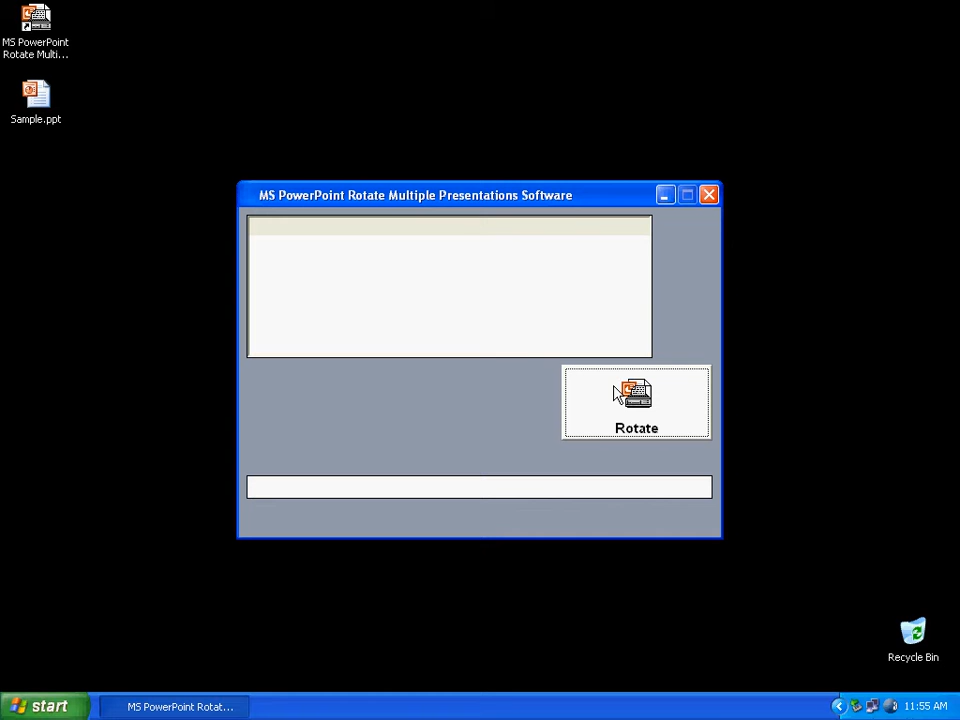 MS PowerPoint
Rotate Multi...
Sample.ppt
MS PowerPoint Rotate Multiple Presentations Software
Rotate
Recycle Bin
start
MS PowerPoint Rotat...
11:55 AM